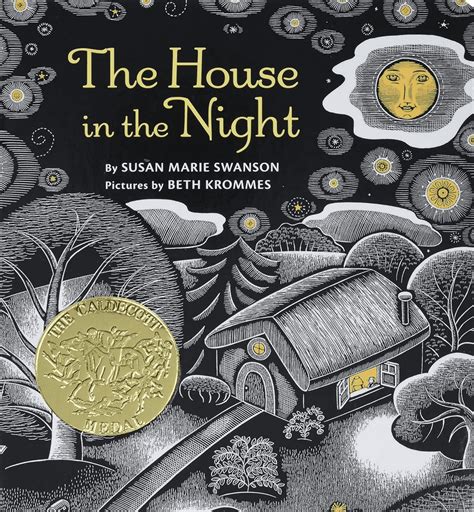 The House
in the Night
By SUSAN MARIE SWANSON
Pictures by BETH KROMMES
THE CALDECOTT
MEDAL